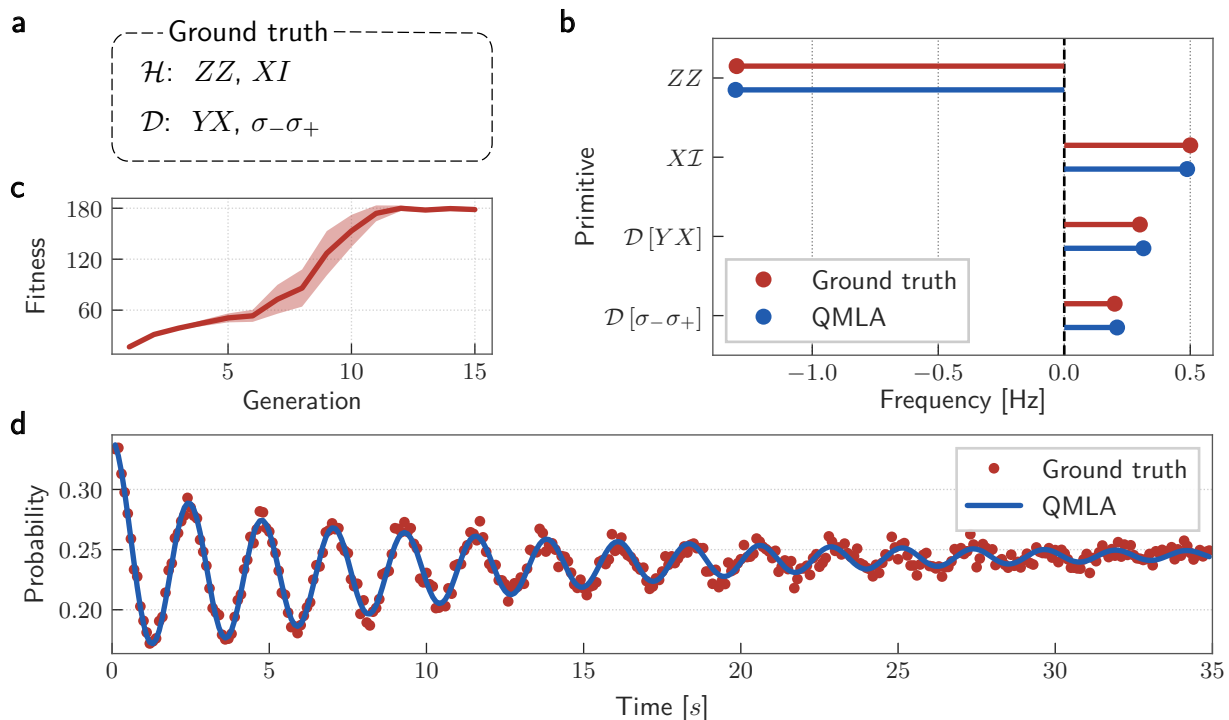 a
Ground truth
ℋ: ZZ, XI
𝒟: YX, σ₋σ₊
b
ZZ
Xℐ
𝒟[YX]
𝒟[σ₋σ₊]
Primitive
Ground truth
QMLA
−1.0 −0.5 0.0 0.5
Frequency [Hz]
c
180
120
60
Fitness
5 10 15
Generation
d
0.30
0.25
0.20
Probability
Ground truth
QMLA
0 5 10 15 20 25 30 35
Time [s]